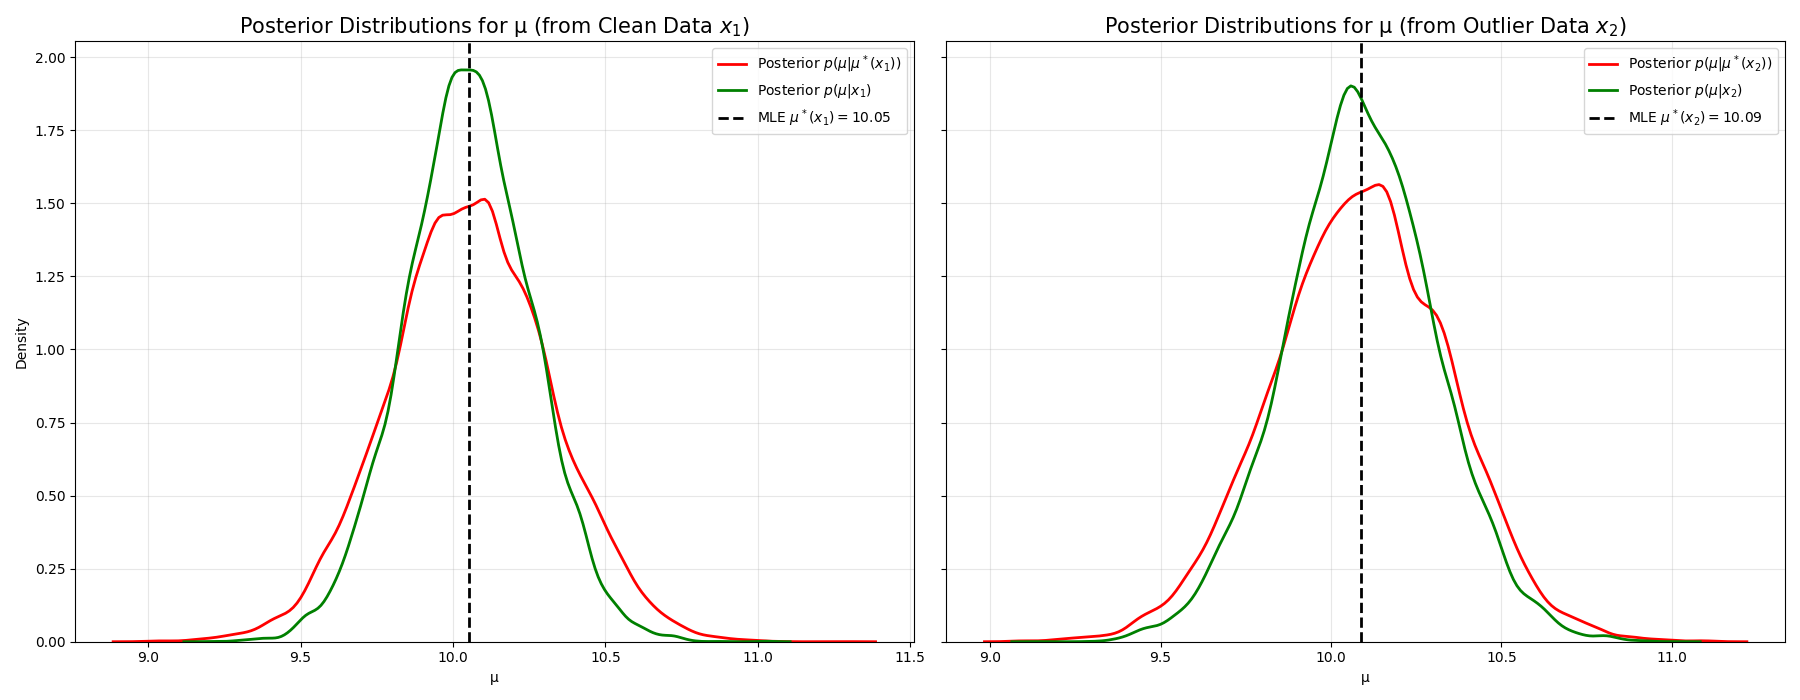 Posterior Distributions for μ (from Clean Data x₁)
Posterior p(μ|μ*(x₁))
Posterior p(μ|x₁)
MLE μ*(x₁) = 10.05
2.00
1.75
1.50
1.25
1.00
0.75
0.50
0.25
0.00
Density
9.0 9.5 10.0 10.5 11.0 11.5
μ
Posterior Distributions for μ (from Outlier Data x₂)
Posterior p(μ|μ*(x₂))
Posterior p(μ|x₂)
MLE μ*(x₂) = 10.09
9.0 9.5 10.0 10.5 11.0
μ